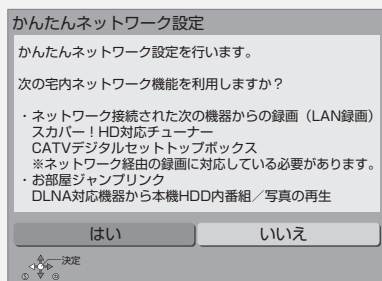 かんたんネットワーク設定
かんたんネットワーク設定を行います。
次の宅内ネットワーク機能を利用しますか？
・ネットワーク接続された次の機器からの録画（LAN録画）
スカパー！HD対応チューナー
CATVデジタルセットトップボックス
※ネットワーク経由の録画に対応している必要があります。
・お部屋ジャンプリンク
DLNA対応機器から本機HDD内番組／写真の再生
はい いいえ
決定